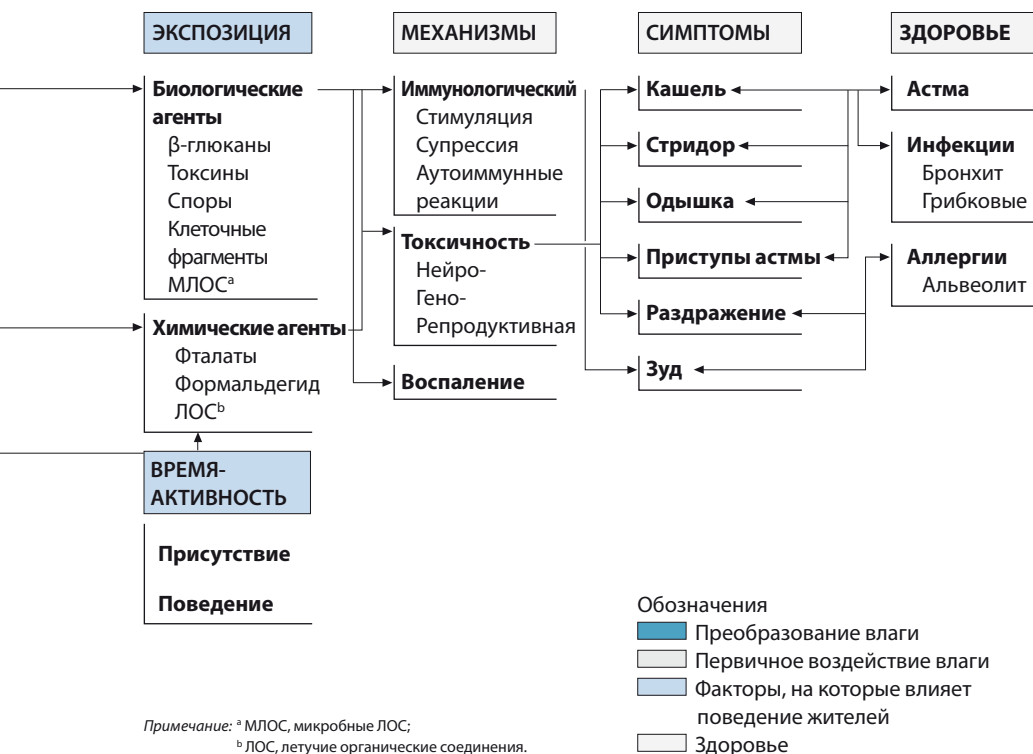 ЭКСПОЗИЦИЯ
Биологические
агенты
β-глюканы
Токсины
Споры
Клеточные
фрагменты
МЛОСᵃ
Химические агенты
Фталаты
Формальдегид
ЛОСᵇ
ВРЕМЯ-
АКТИВНОСТЬ
Присутствие
Поведение
МЕХАНИЗМЫ
Иммунологический
Стимуляция
Супрессия
Аутоиммунные
реакции
Токсичность
Нейро-
Гено-
Репродуктивная
Воспаление
СИМПТОМЫ
Кашель
Стридор
Одышка
Приступы астмы
Раздражение
Зуд
ЗДОРОВЬЕ
Астма
Инфекции
Бронхит
Грибковые
Аллергии
Альвеолит
Обозначения
Преобразование влаги
Первичное воздействие влаги
Факторы, на которые влияет
поведение жителей
Здоровье
Примечание: ᵃ МЛОС, микробные ЛОС;
ᵇ ЛОС, летучие органические соединения.